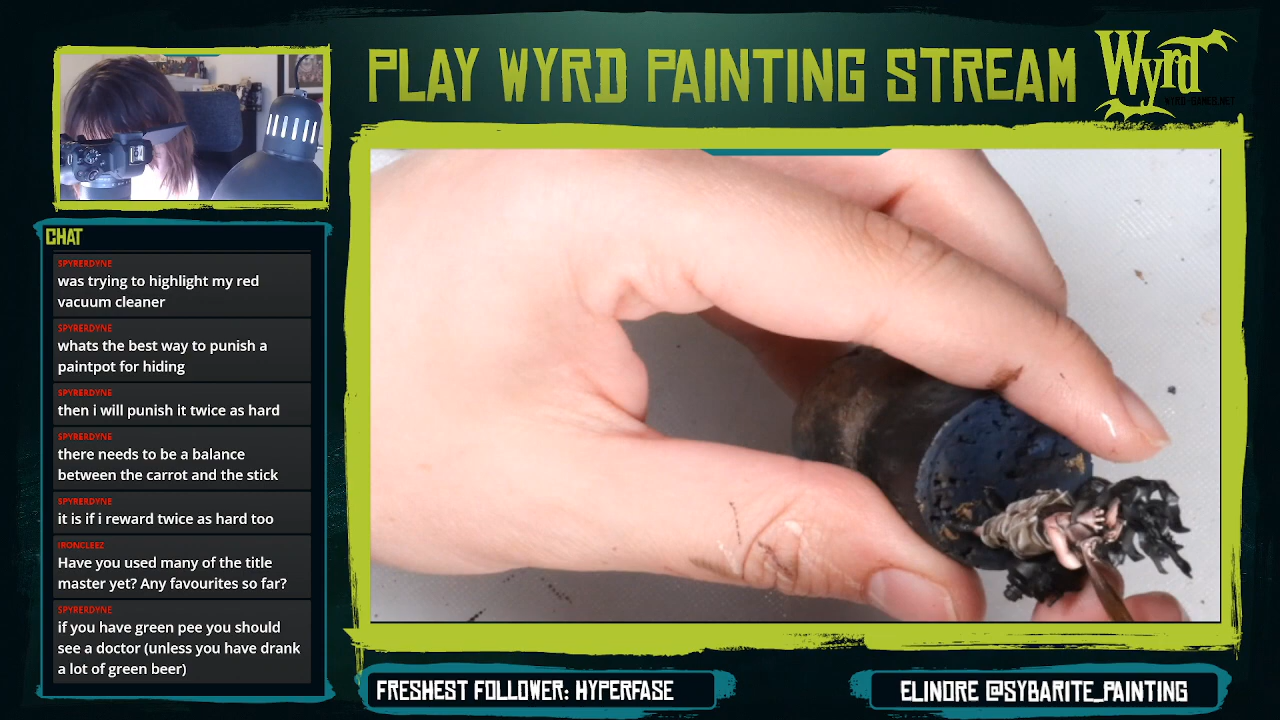 PLAY WYRD PAINTING STREAM
Wyrd
CHAT
SPYRERDYNE
was trying to highlight my red
vacuum cleaner
SPYRERDYNE
whats the best way to punish a
paintpot for hiding
SPYRERDYNE
then i will punish it twice as hard
SPYRERDYNE
there needs to be a balance
between the carrot and the stick
SPYRERDYNE
it is if i reward twice as hard too
IRONCLEEZ
Have you used many of the title
master yet? Any favourites so far?
SPYRERDYNE
if you have green pee you should
see a doctor(unless you have drank
a lot of green beer)
FRESHEST FOLLOWER: HYPERFASE
ELINORE @SYBARITE_PAINTING